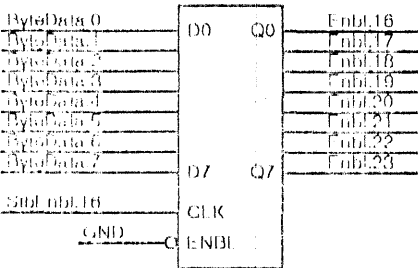 ByteData.0 D0 Q0 Enbl.16
ByteData.1 Enbl.17
ByteData.2 Enbl.18
ByteData.3 Enbl.19
ByteData.4 Enbl.20
ByteData.5 Enbl.21
ByteData.6 Enbl.22
ByteData.7 D7 Q7 Enbl.23
StbEnbl.16 CLK
GND ENBL